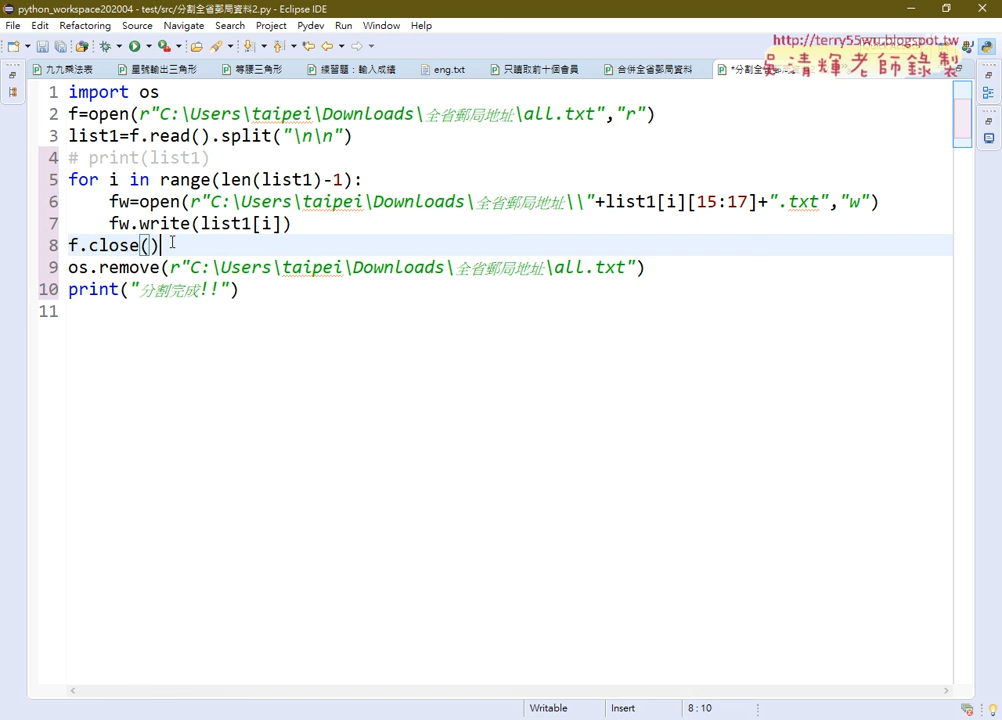 python_workspace202004 - test/src/分割全省郵局資料2.py - Eclipse IDE
File Edit Refactoring Source Navigate Search Project Pydev Run Window Help
http://terry55wu.blogspot.tw
吳清輝老師錄製
九九乘法表 星號輸出三角形 等腰三角形 練習題：輸入成績 eng.txt 只讀取前十個會員 合併全省郵局資料 *分割全
1 import os
2 f=open(r"C:\Users\taipei\Downloads\全省郵局地址\all.txt","r")
3 list1=f.read().split("\n\n")
4 # print(list1)
5 for i in range(len(list1)-1):
6 fw=open(r"C:\Users\taipei\Downloads\全省郵局地址\\"+list1[i][15:17]+".txt","w")
7 fw.write(list1[i])
8 f.close()
9 os.remove(r"C:\Users\taipei\Downloads\全省郵局地址\all.txt")
10 print("分割完成!!")
11
Writable Insert 8:10